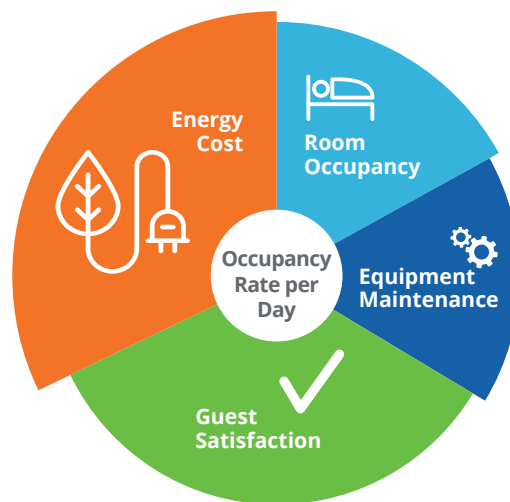 Energy
Cost
Room
Occupancy
Occupancy
Rate per
Day
Equipment
Maintenance
Guest
Satisfaction